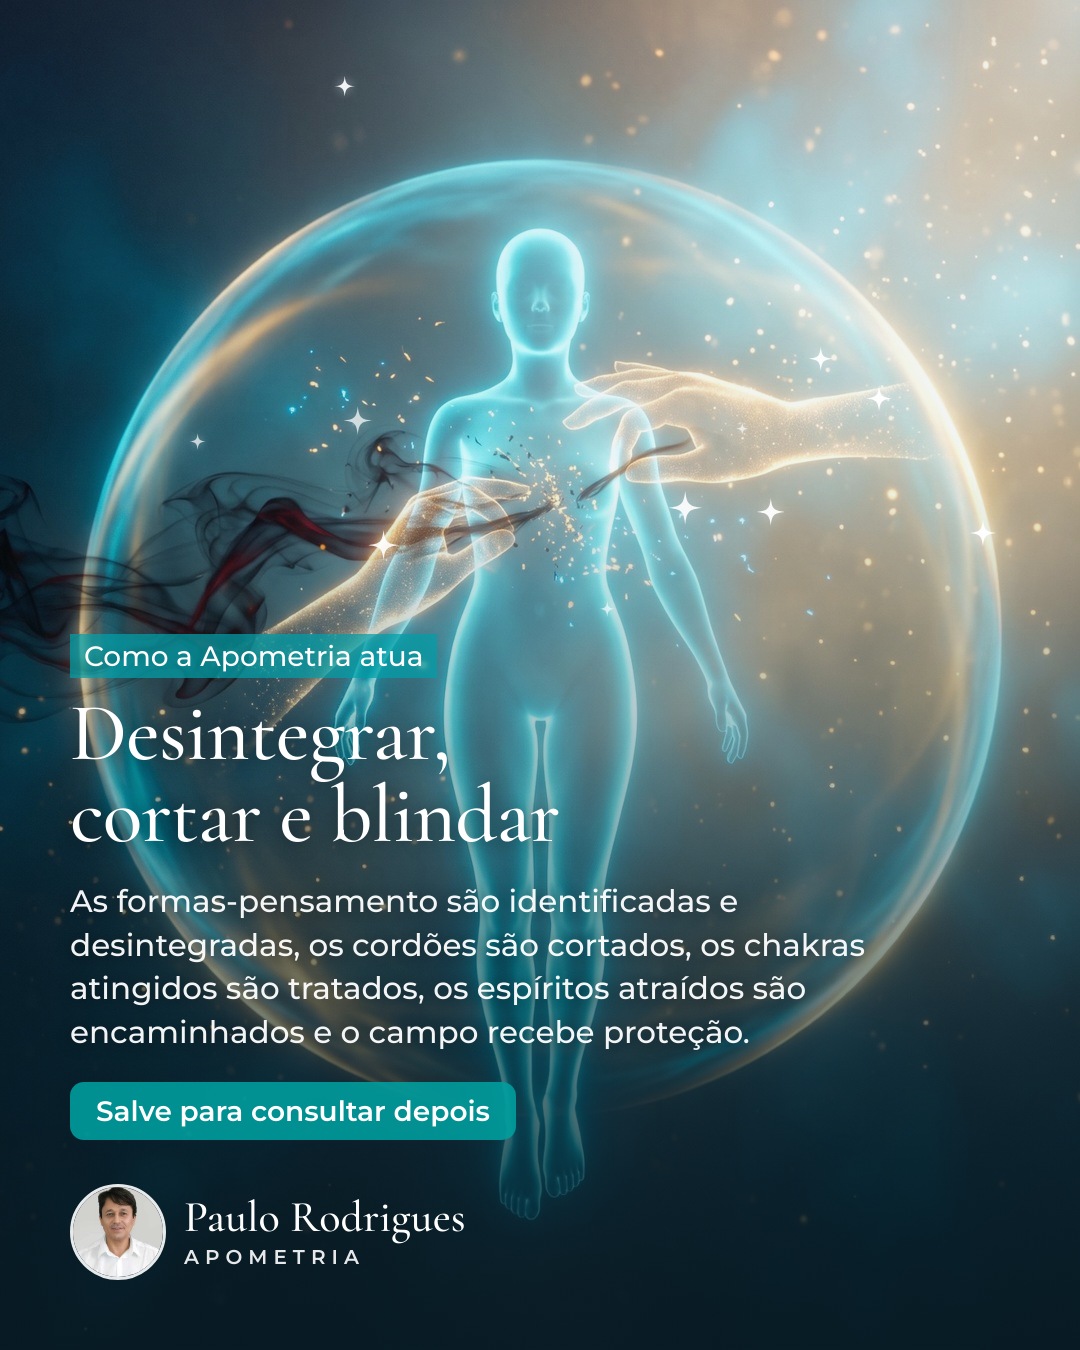 Como a Apometria atua
Desintegrar,
cortar e blindar
As formas-pensamento são identificadas e
desintegradas, os cordões são cortados, os chakras
atingidos são tratados, os espíritos atraídos são
encaminhados e o campo recebe proteção.
Salve para consultar depois
Paulo Rodrigues
APOMETRIA